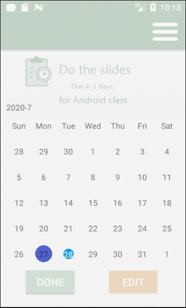 10:13
Do the slides
Due in 1 days
for Android class
2020-7
Sun Mon Tue Wed Thu Fri Sat
28 29 30 1 2 3 4
5 6 7 8 9 10 11
12 13 14 15 16 17 18
19 20 21 22 23 24 25
26 27 28 29 30 31 1
DONE EDIT